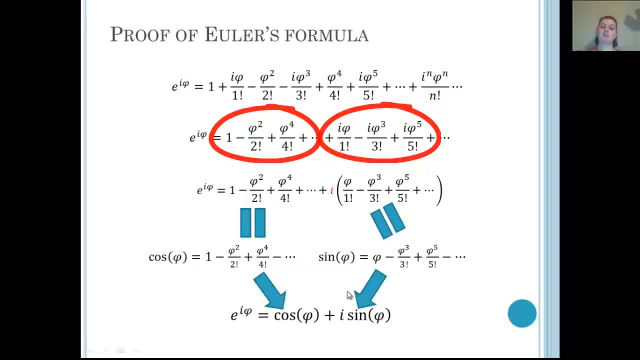 PROOF OF EULER'S FORMULA
e^{iφ} = 1 + iφ/1! − φ²/2! − iφ³/3! + φ⁴/4! + iφ⁵/5! + ⋯ + iⁿφⁿ/n! ⋯
e^{iφ} = 1 − φ²/2! + φ⁴/4! + ⋯ + iφ/1! − iφ³/3! + iφ⁵/5! + ⋯
e^{iφ} = 1 − φ²/2! + φ⁴/4! + ⋯ + i(φ/1! − φ³/3! + φ⁵/5! + ⋯)
cos(φ) = 1 − φ²/2! + φ⁴/4! − ⋯ sin(φ) = φ − φ³/3! + φ⁵/5! − ⋯
e^{iφ} = cos(φ) + i sin(φ)